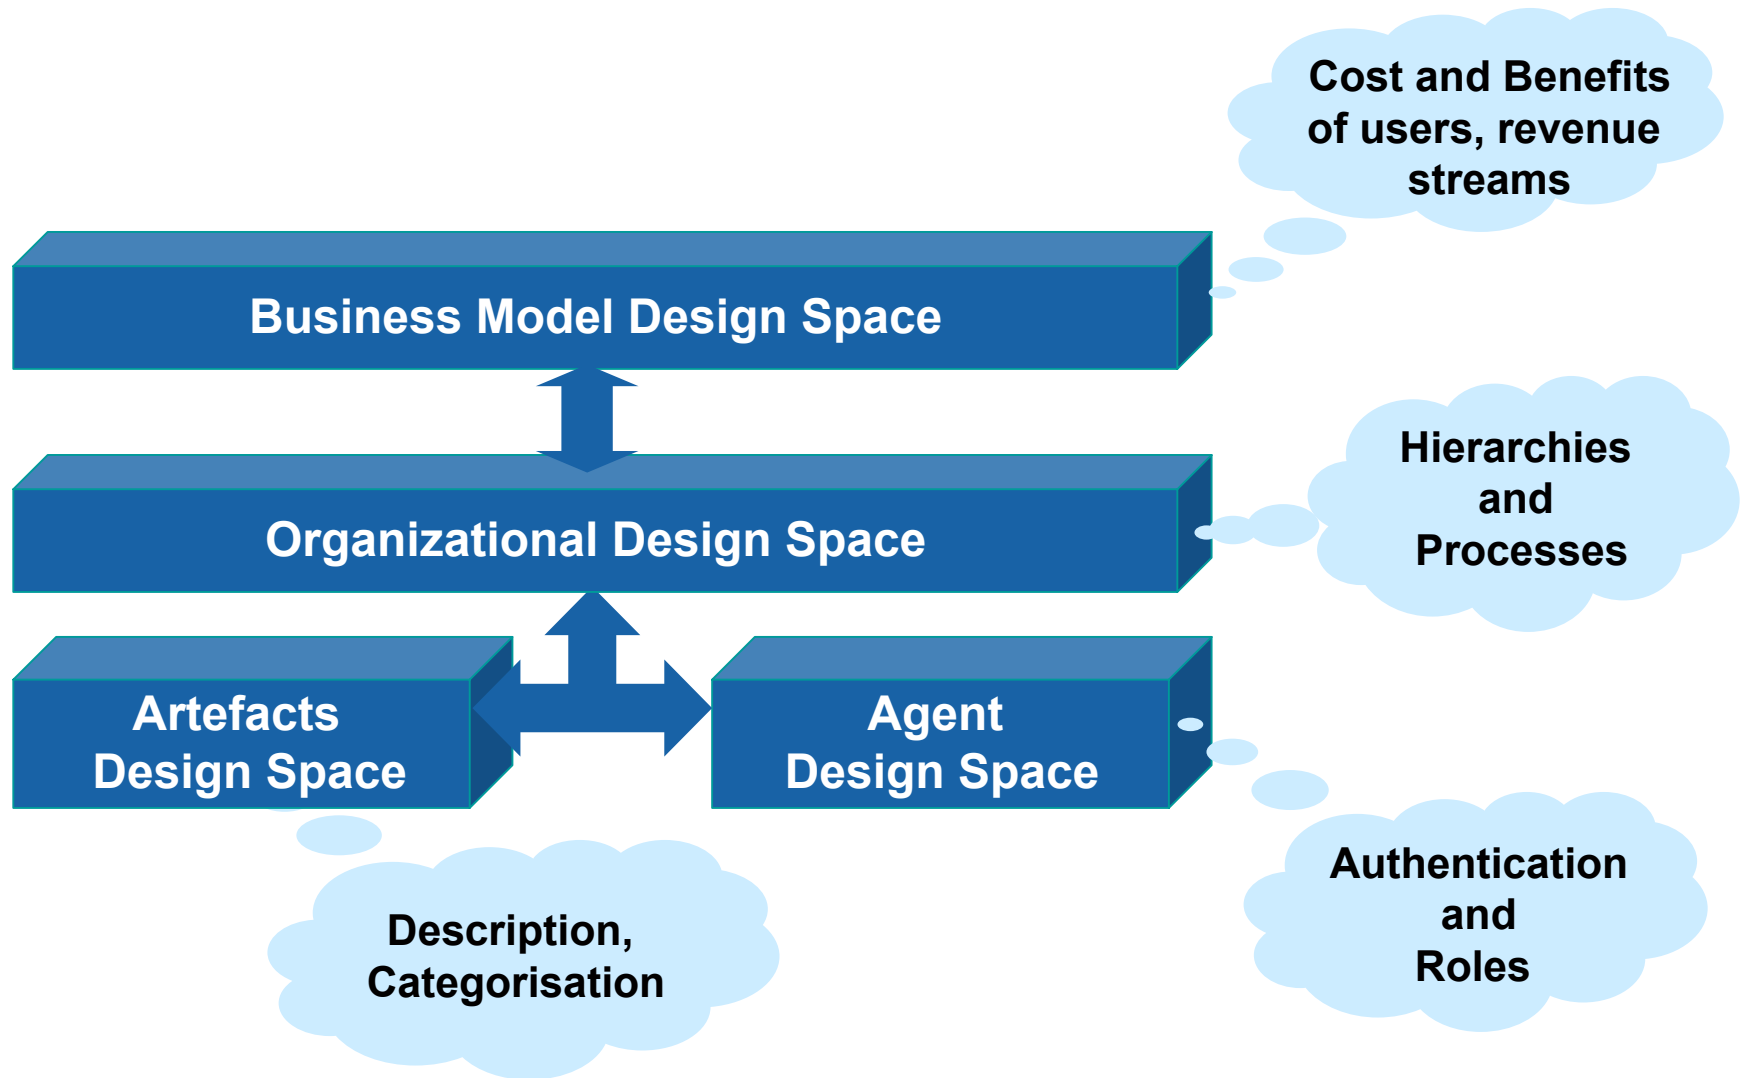 Cost and Benefits
of users, revenue
streams
Business Model Design Space
Hierarchies
and
Processes
Organizational Design Space
Artefacts
Design Space
Agent
Design Space
Description,
Categorisation
Authentication
and
Roles